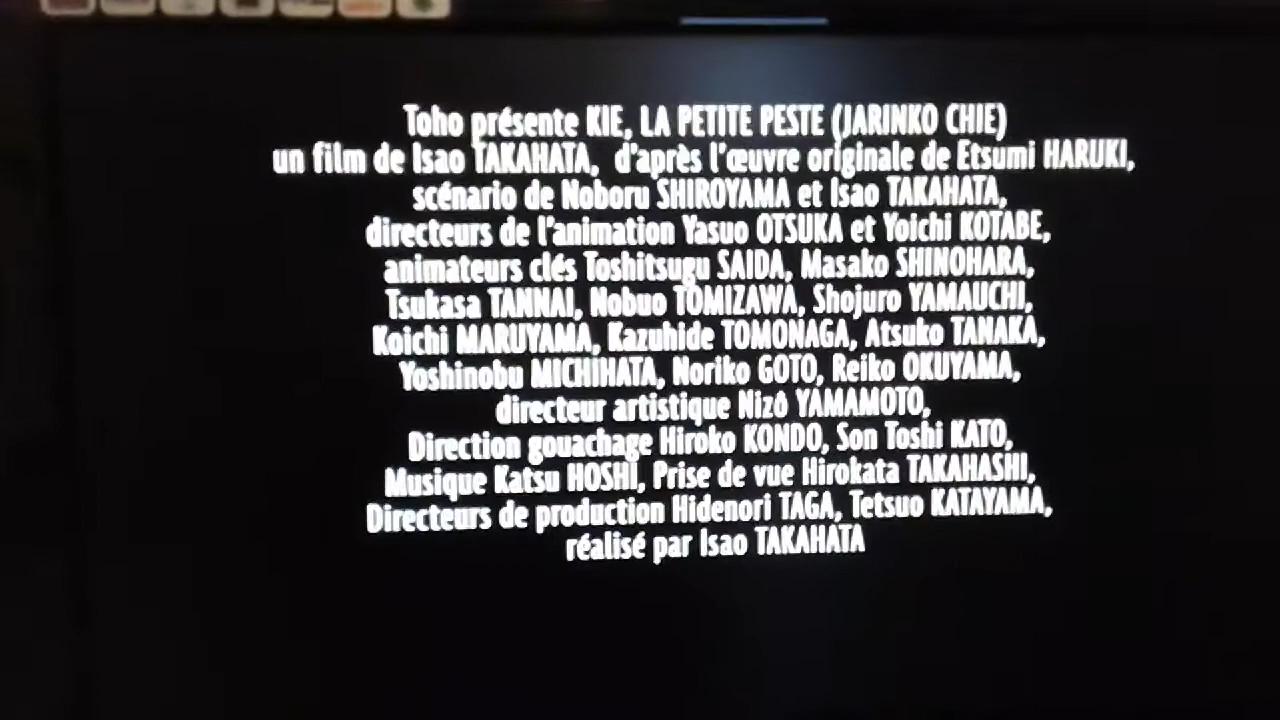 Toho présente KIE, LA PETITE PESTE (JARINKO CHIE)
un film de Isao TAKAHATA, d'après l'œuvre originale de Etsumi HARUKI,
scénario de Noboru SHIROYAMA et Isao TAKAHATA,
directeurs de l'animation Yasuo OTSUKA et Yoichi KOTABE,
animateurs clés Toshitsugu SAIDA, Masako SHINOHARA,
Tsukasa TANNAI, Nobuo TOMIZAWA, Shojuro YAMAUCHI,
Koichi MARUYAMA, Kazuhide TOMONAGA, Atsuko TANAKA,
Yoshinobu MICHIHATA, Noriko GOTO, Reiko OKUYAMA,
directeur artistique Nizô YAMAMOTO,
Direction gouachage Hiroko KONDO, Son Toshi KATO,
Musique Katsu HOSHI, Prise de vue Hirokata TAKAHASHI,
Directeurs de production Hidenori TAGA, Tetsuo KATAYAMA,
réalisé par Isao TAKAHATA